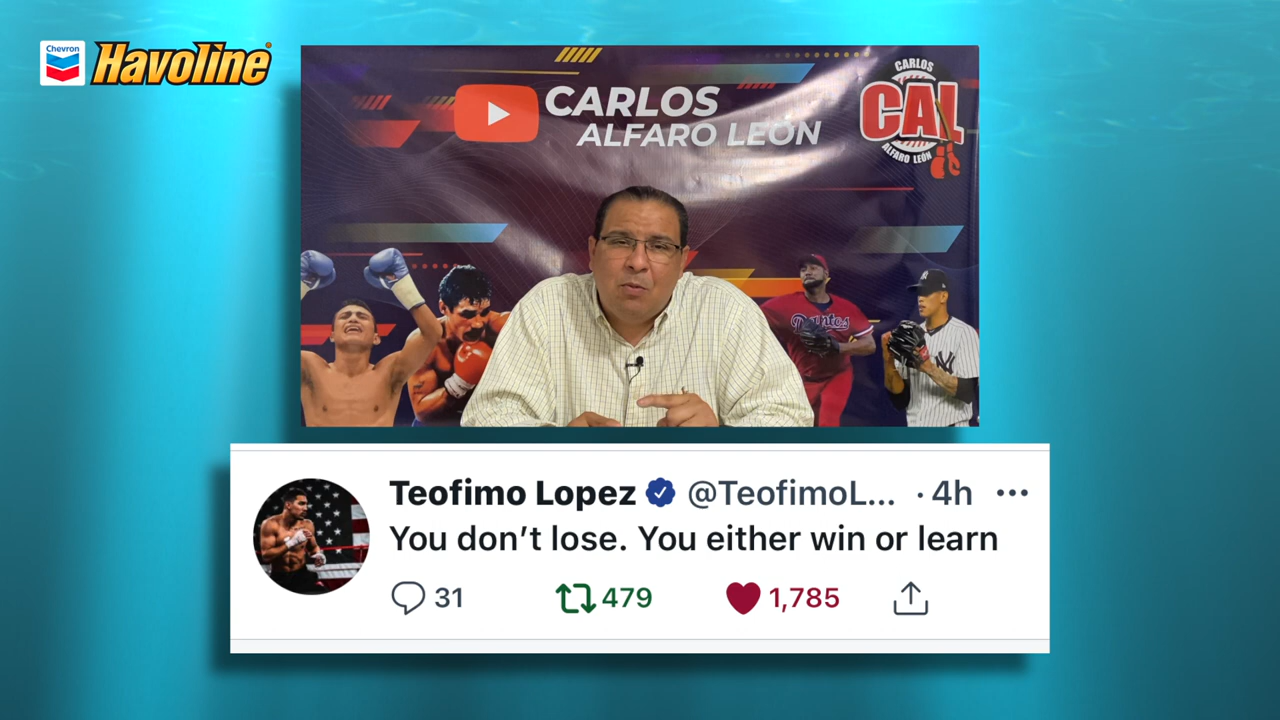 Chevron
Havoline
CARLOS
ALFARO LEÓN
CARLOS
CAL
ALFARO LEÓN
Dantos
Teofimo Lopez @TeofimoL... · 4h
You don't lose. You either win or learn
31 479 1,785